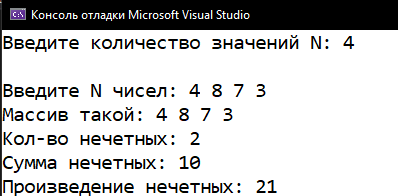 Консоль отладки Microsoft Visual Studio
Введите количество значений N: 4
Введите N чисел: 4 8 7 3
Массив такой: 4 8 7 3
Кол-во нечетных: 2
Сумма нечетных: 10
Произведение нечетных: 21